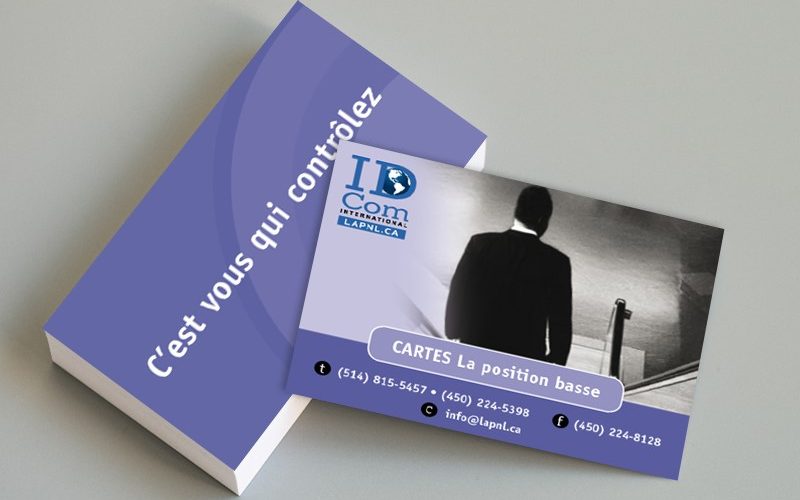 C'est vous qui contrôlez
ID
Com
INTERNATIONAL
LAPNL.CA
CARTES La position basse
t (514) 815-5457 • (450) 224-5398
c info@lapnl.ca
f (450) 224-8128